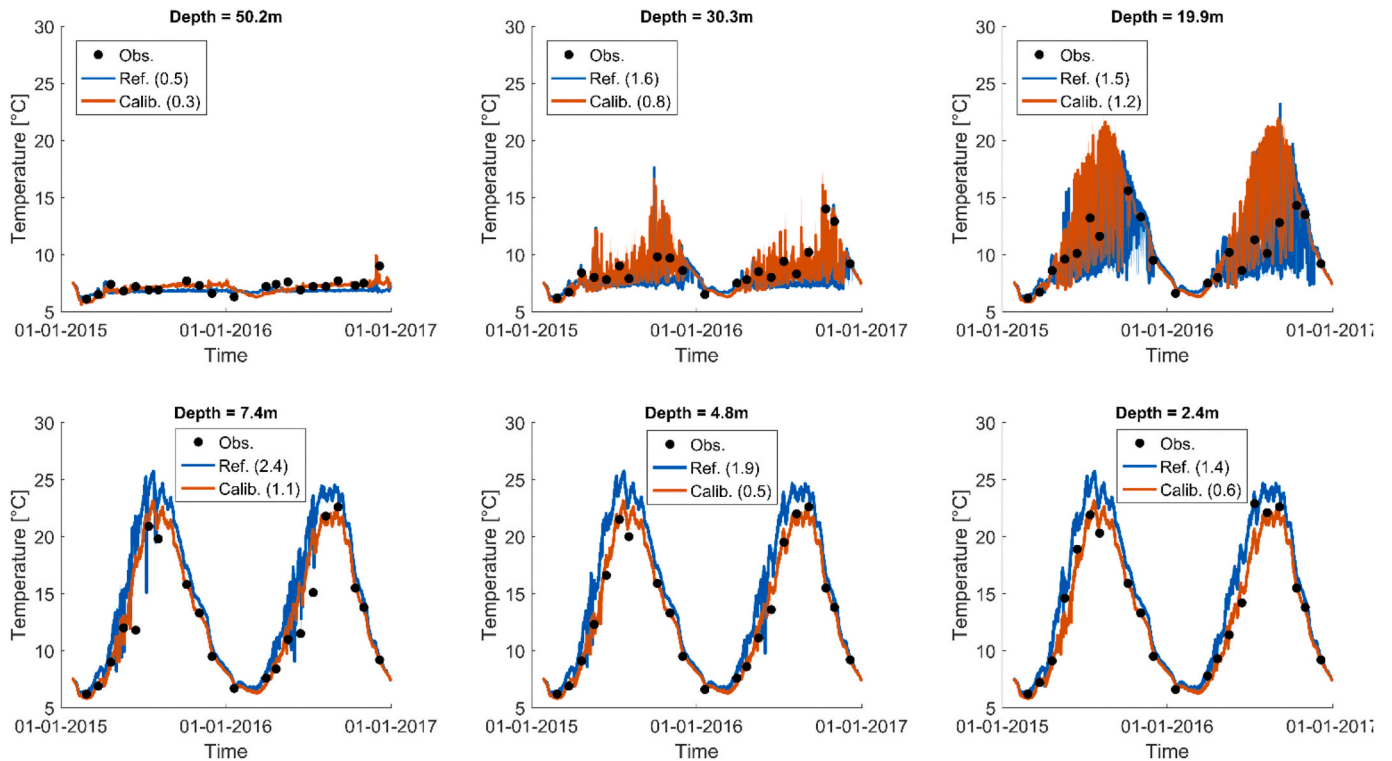 Depth = 50.2m
30
25
20
15
10
5
Temperature [°C]
Obs.
Ref. (0.5)
Calib. (0.3)
01-01-2015
01-01-2016
01-01-2017
Time
Depth = 30.3m
30
25
20
15
10
5
Temperature [°C]
Obs.
Ref. (1.6)
Calib. (0.8)
01-01-2015
01-01-2016
01-01-2017
Time
Depth = 19.9m
30
25
20
15
10
5
Temperature [°C]
Obs.
Ref. (1.5)
Calib. (1.2)
01-01-2015
01-01-2016
01-01-2017
Time
Depth = 7.4m
30
25
20
15
10
5
Temperature [°C]
Obs.
Ref. (2.4)
Calib. (1.1)
01-01-2015
01-01-2016
01-01-2017
Time
Depth = 4.8m
30
25
20
15
10
5
Temperature [°C]
Obs.
Ref. (1.9)
Calib. (0.5)
01-01-2015
01-01-2016
01-01-2017
Time
Depth = 2.4m
30
25
20
15
10
5
Temperature [°C]
Obs.
Ref. (1.4)
Calib. (0.6)
01-01-2015
01-01-2016
01-01-2017
Time